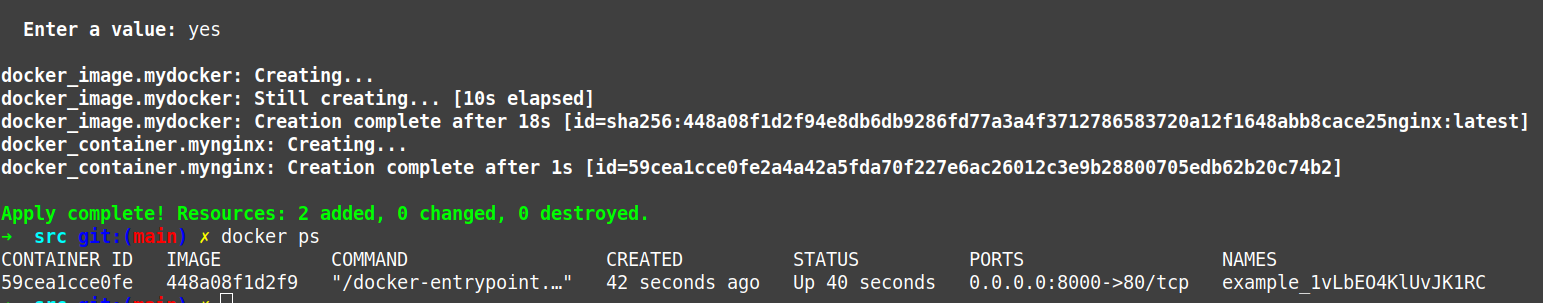 Enter a value: yes
docker_image.mydocker: Creating...
docker_image.mydocker: Still creating... [10s elapsed]
docker_image.mydocker: Creation complete after 18s [id=sha256:448a08f1d2f94e8db6db9286fd77a3a4f3712786583720a12f1648abb8cace25nginx:latest]
docker_container.mynginx: Creating...
docker_container.mynginx: Creation complete after 1s [id=59cea1cce0fe2a4a42a5fda70f227e6ac26012c3e9b28800705edb62b20c74b2]
Apply complete! Resources: 2 added, 0 changed, 0 destroyed.
→ src git:(main) ✗ docker ps
CONTAINER ID IMAGE COMMAND CREATED STATUS PORTS NAMES
59cea1cce0fe 448a08f1d2f9 "/docker-entrypoint.…" 42 seconds ago Up 40 seconds 0.0.0.0:8000->80/tcp example_1vLbEO4KlUvJK1RC
→ src git:(main) ✗